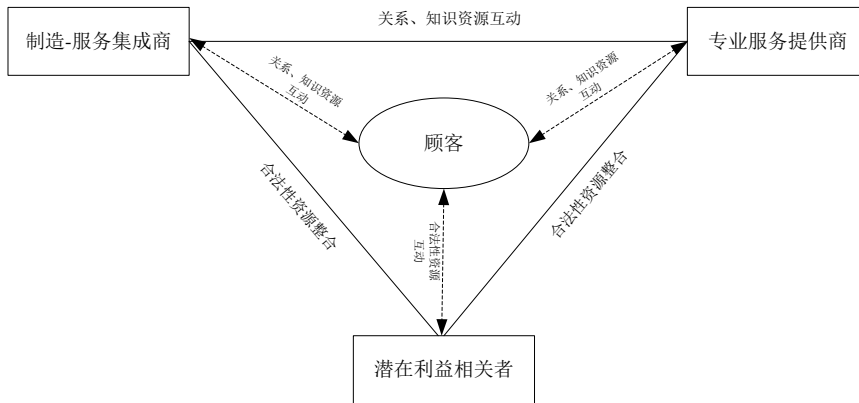 关系、知识资源互动
制造-服务集成商
专业服务提供商
关系、知识资源
互动
关系、知识资源
互动
顾客
合法性资源整合
合法性资源整合
合法性资源
互动
潜在利益相关者